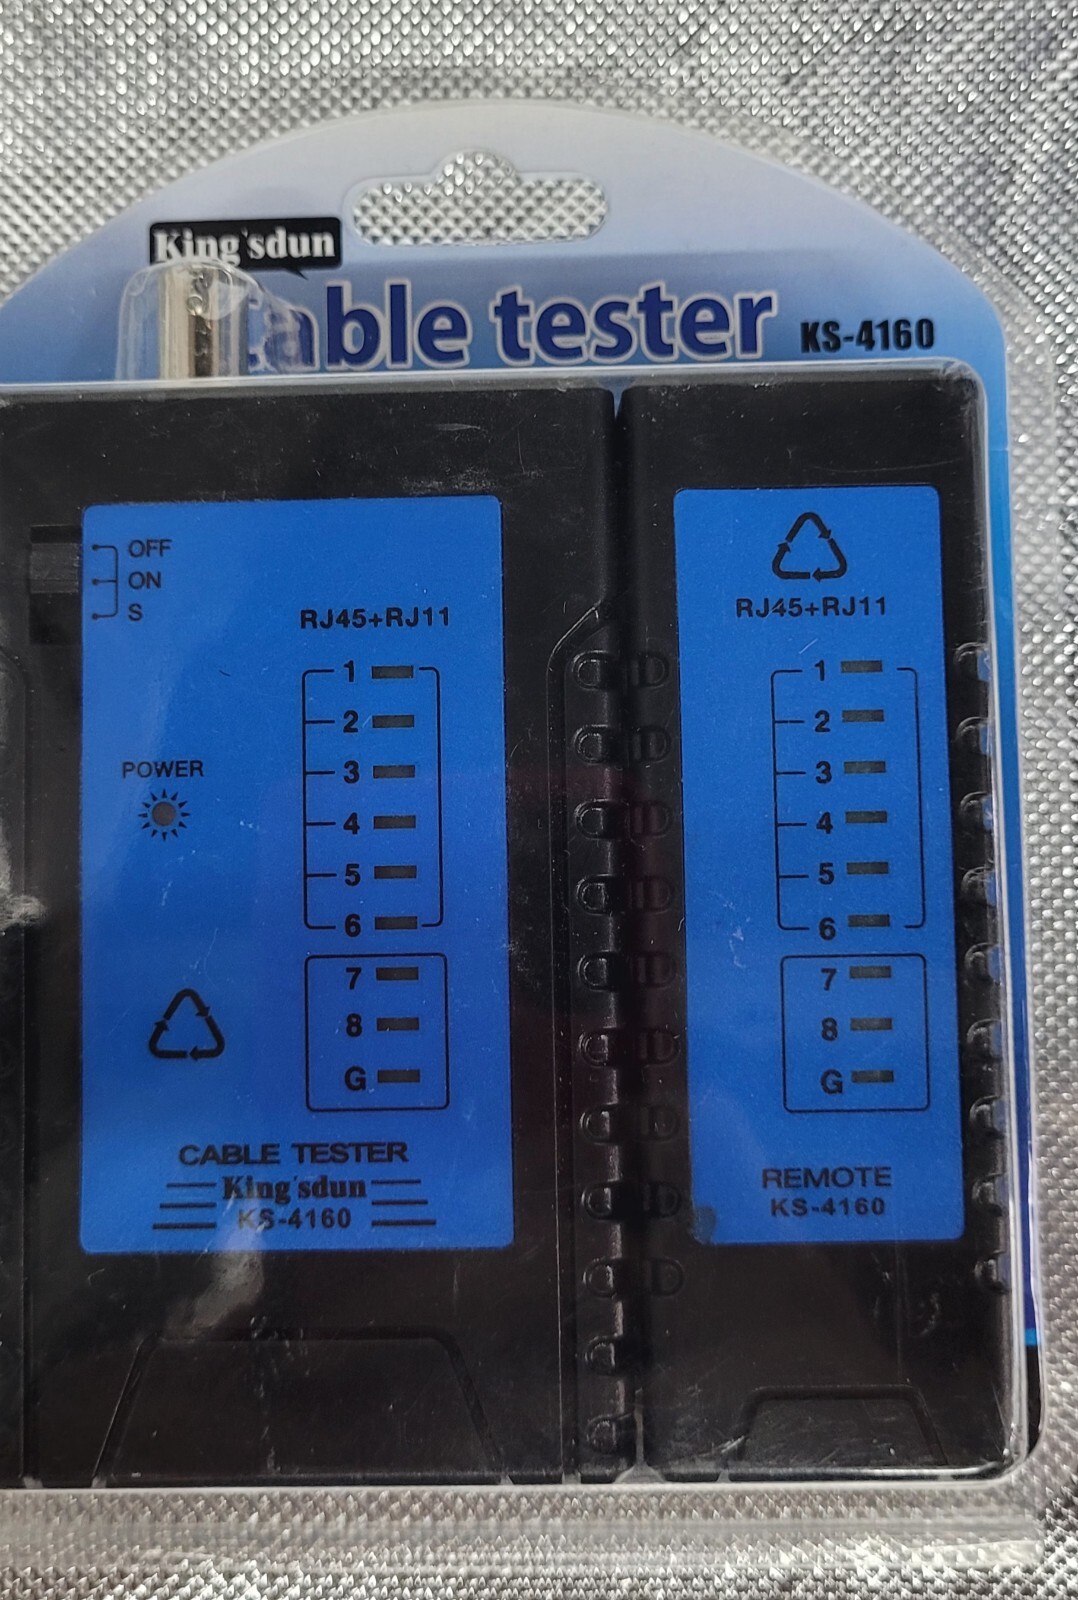 King'sdun
Cable tester KS-4160
OFF
ON
S
RJ45+RJ11
1
2
3
4
5
6
7
8
G
POWER
CABLE TESTER
King'sdun
KS-4160
RJ45+RJ11
1
2
3
4
5
6
7
8
G
REMOTE
KS-4160